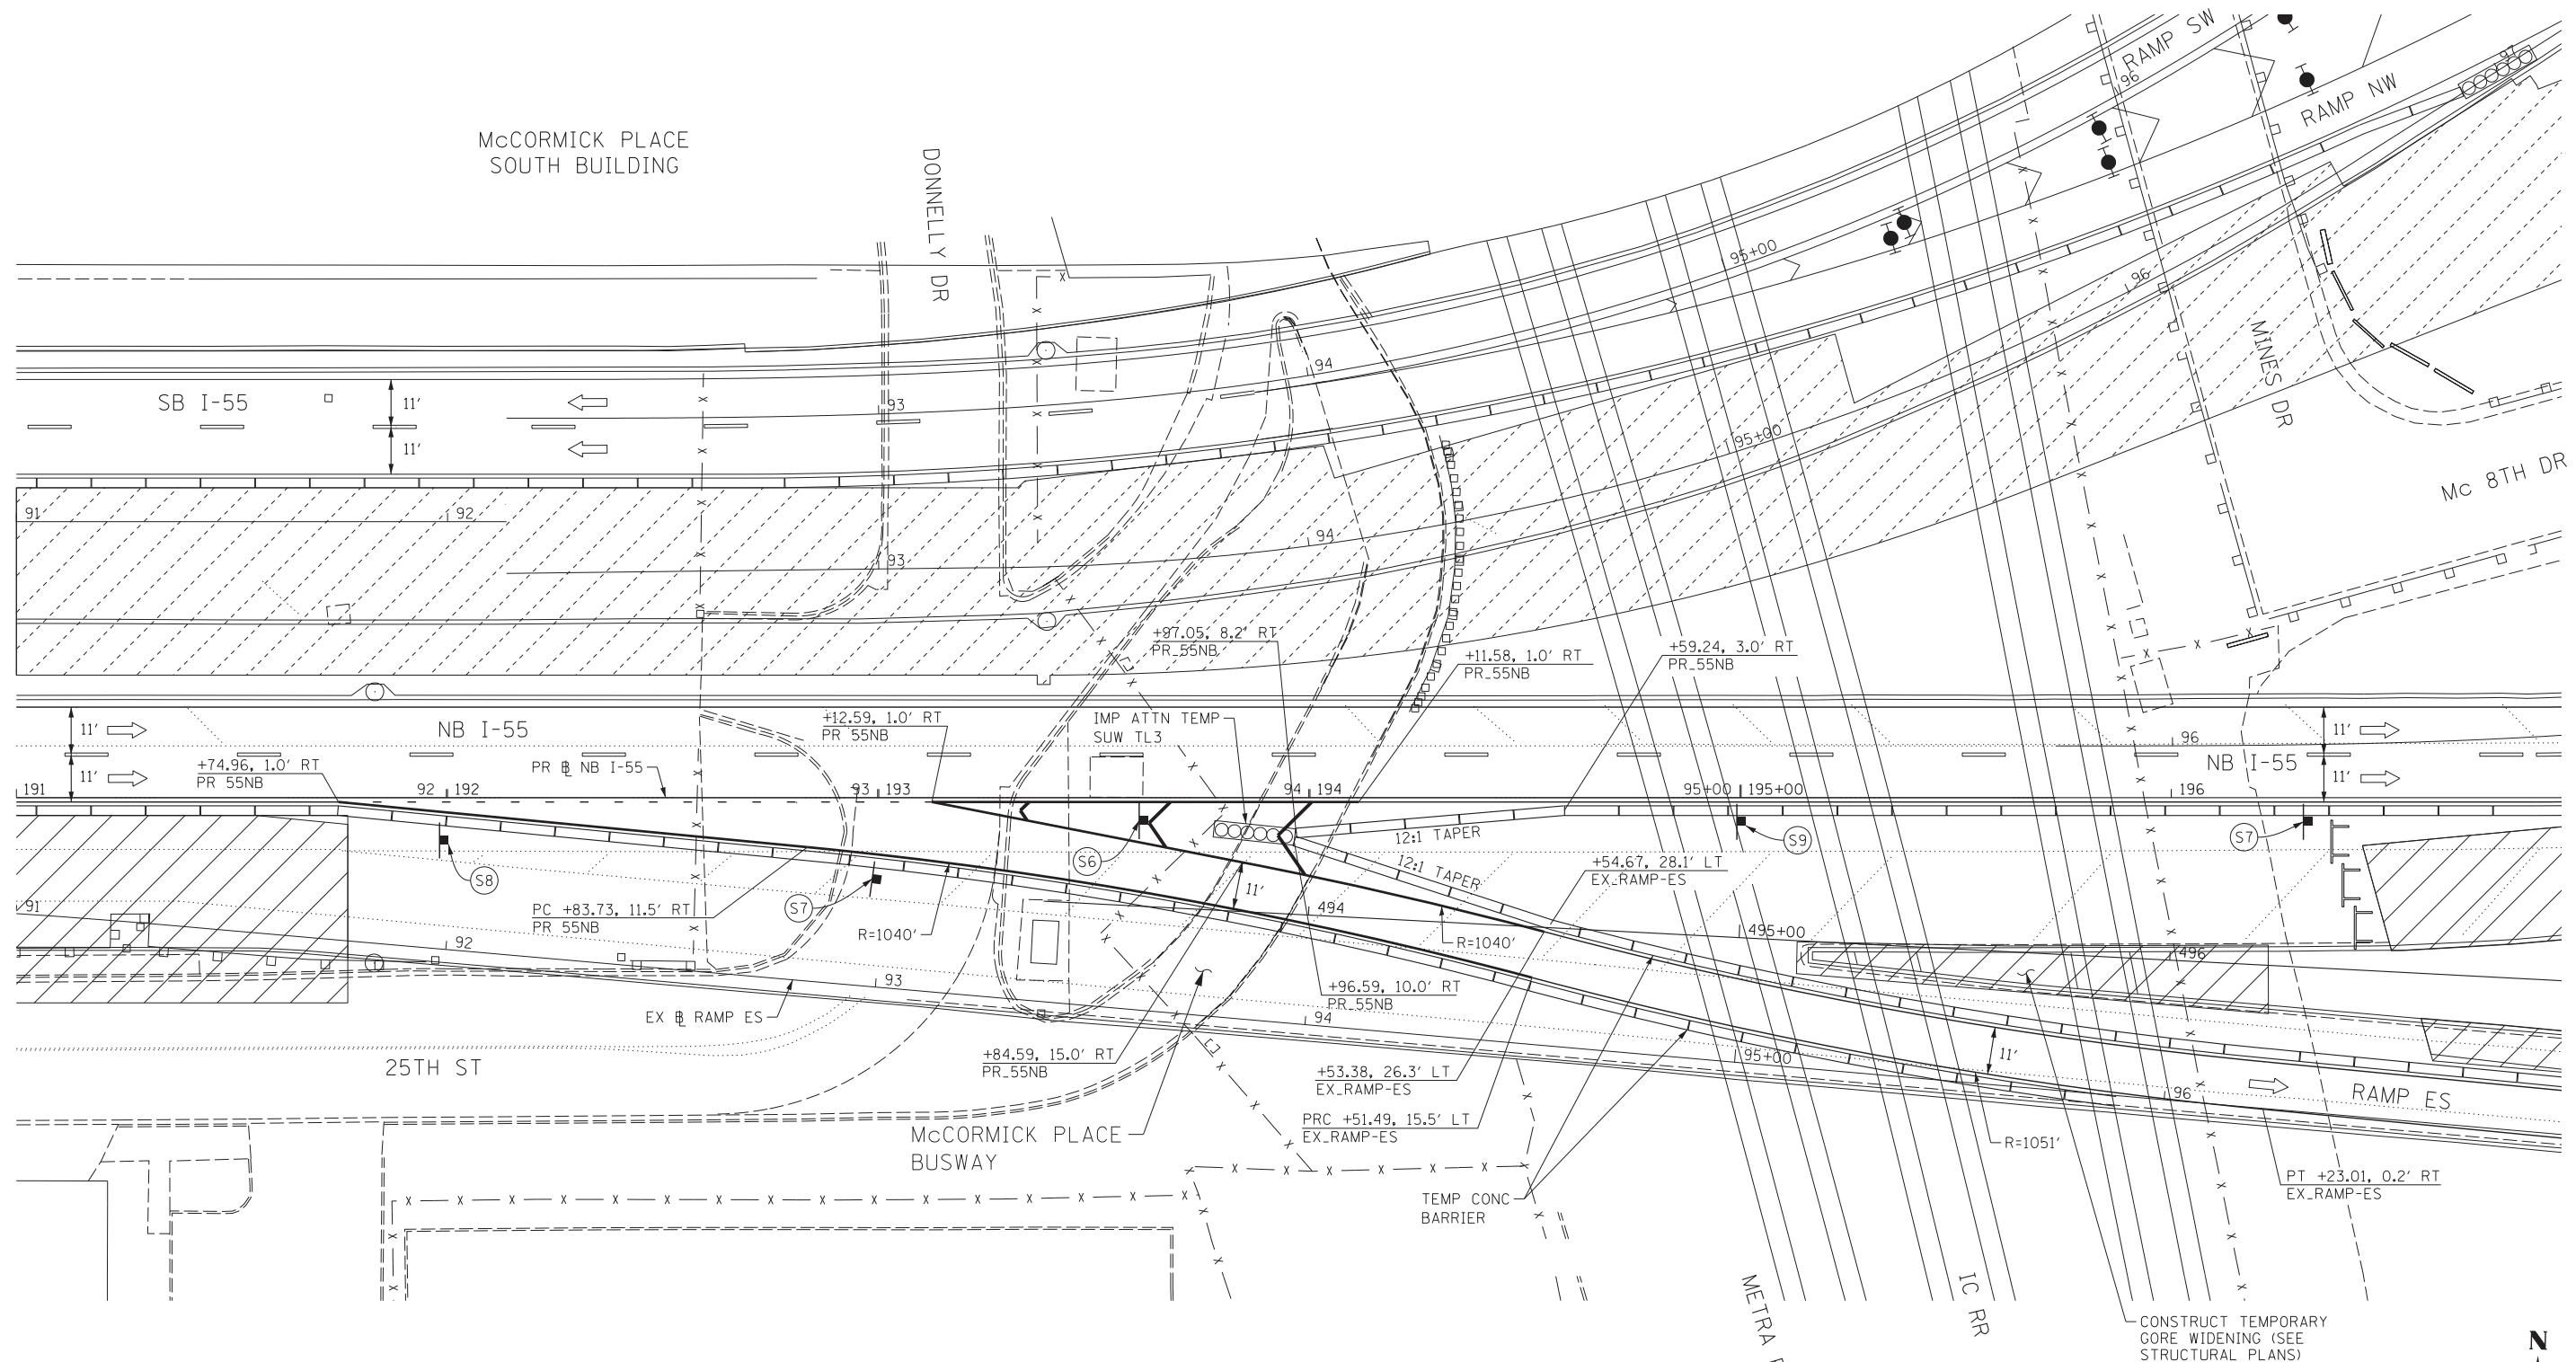 McCORMICK PLACE
SOUTH BUILDING
DONNELLY DR
RAMP SW
96
RAMP NW
97
95+00
96
MINES DR
Mc 8TH DR
SB I-55
11'
11'
93
94
95+00
91
92
93
94
+97.05, 8.2' RT
PR_55NB
+59.24, 3.0' RT
PR_55NB
+11.58, 1.0' RT
PR_55NB
11'
11'
NB I-55
+12.59, 1.0' RT
PR 55NB
IMP ATTN TEMP
SUW TL3
+74.96, 1.0' RT
PR 55NB
PR BL NB I-55
96
NB I-55
11'
11'
191
92 192
93 193
94 194
95+00 195+00
196
12:1 TAPER
12:1 TAPER
S8
S7
S6
S9
S7
+54.67, 28.1' LT
EX_RAMP-ES
11'
91
92
93
PC +83.73, 11.5' RT
PR 55NB
R=1040'
494
R=1040'
495+00
496
EX BL RAMP ES
+96.59, 10.0' RT
PR_55NB
94
95+00
96
11'
25TH ST
+84.59, 15.0' RT
PR_55NB
+53.38, 26.3' LT
EX_RAMP-ES
PRC +51.49, 15.5' LT
EX_RAMP-ES
RAMP ES
McCORMICK PLACE
BUSWAY
R=1051'
PT +23.01, 0.2' RT
EX_RAMP-ES
TEMP CONC
BARRIER
METRA
IC RR
CONSTRUCT TEMPORARY
GORE WIDENING (SEE
STRUCTURAL PLANS)
N